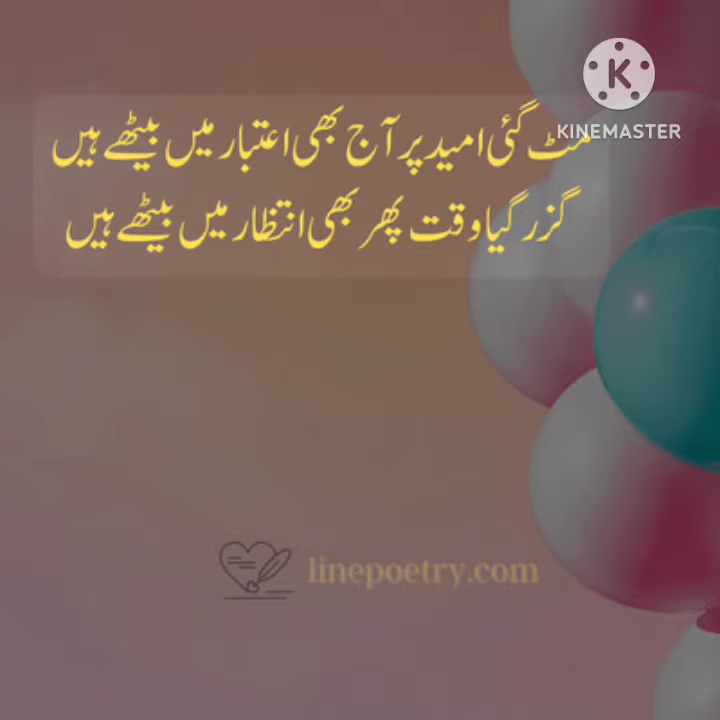 K
KINEMASTER
گئی امید پر آج بھی اعتبار میں بیٹھے ہیں
گزر گیا وقت پھر بھی انتظار میں بیٹھے ہیں
linepoetry.com